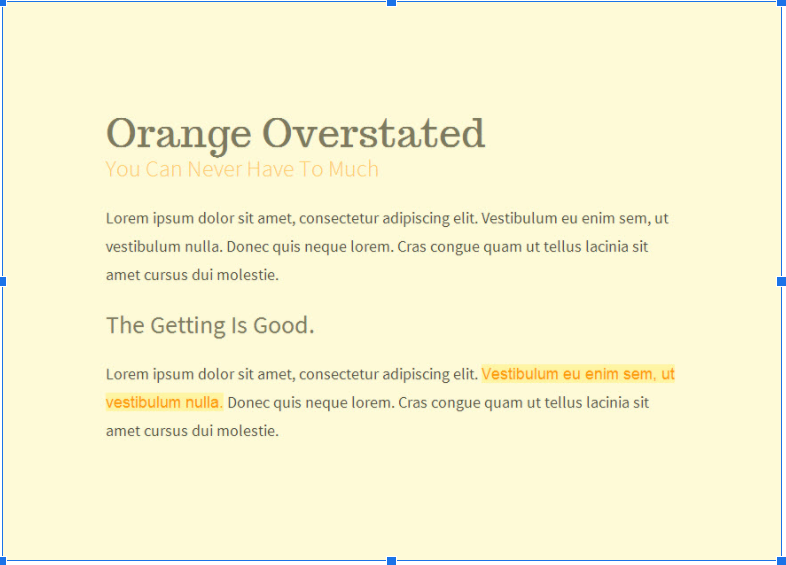 Orange Overstated
You Can Never Have To Much
Lorem ipsum dolor sit amet, consectetur adipiscing elit. Vestibulum eu enim sem, ut
vestibulum nulla. Donec quis neque lorem. Cras congue quam ut tellus lacinia sit
amet cursus dui molestie.
The Getting Is Good.
Lorem ipsum dolor sit amet, consectetur adipiscing elit. Vestibulum eu enim sem, ut
vestibulum nulla. Donec quis neque lorem. Cras congue quam ut tellus lacinia sit
amet cursus dui molestie.